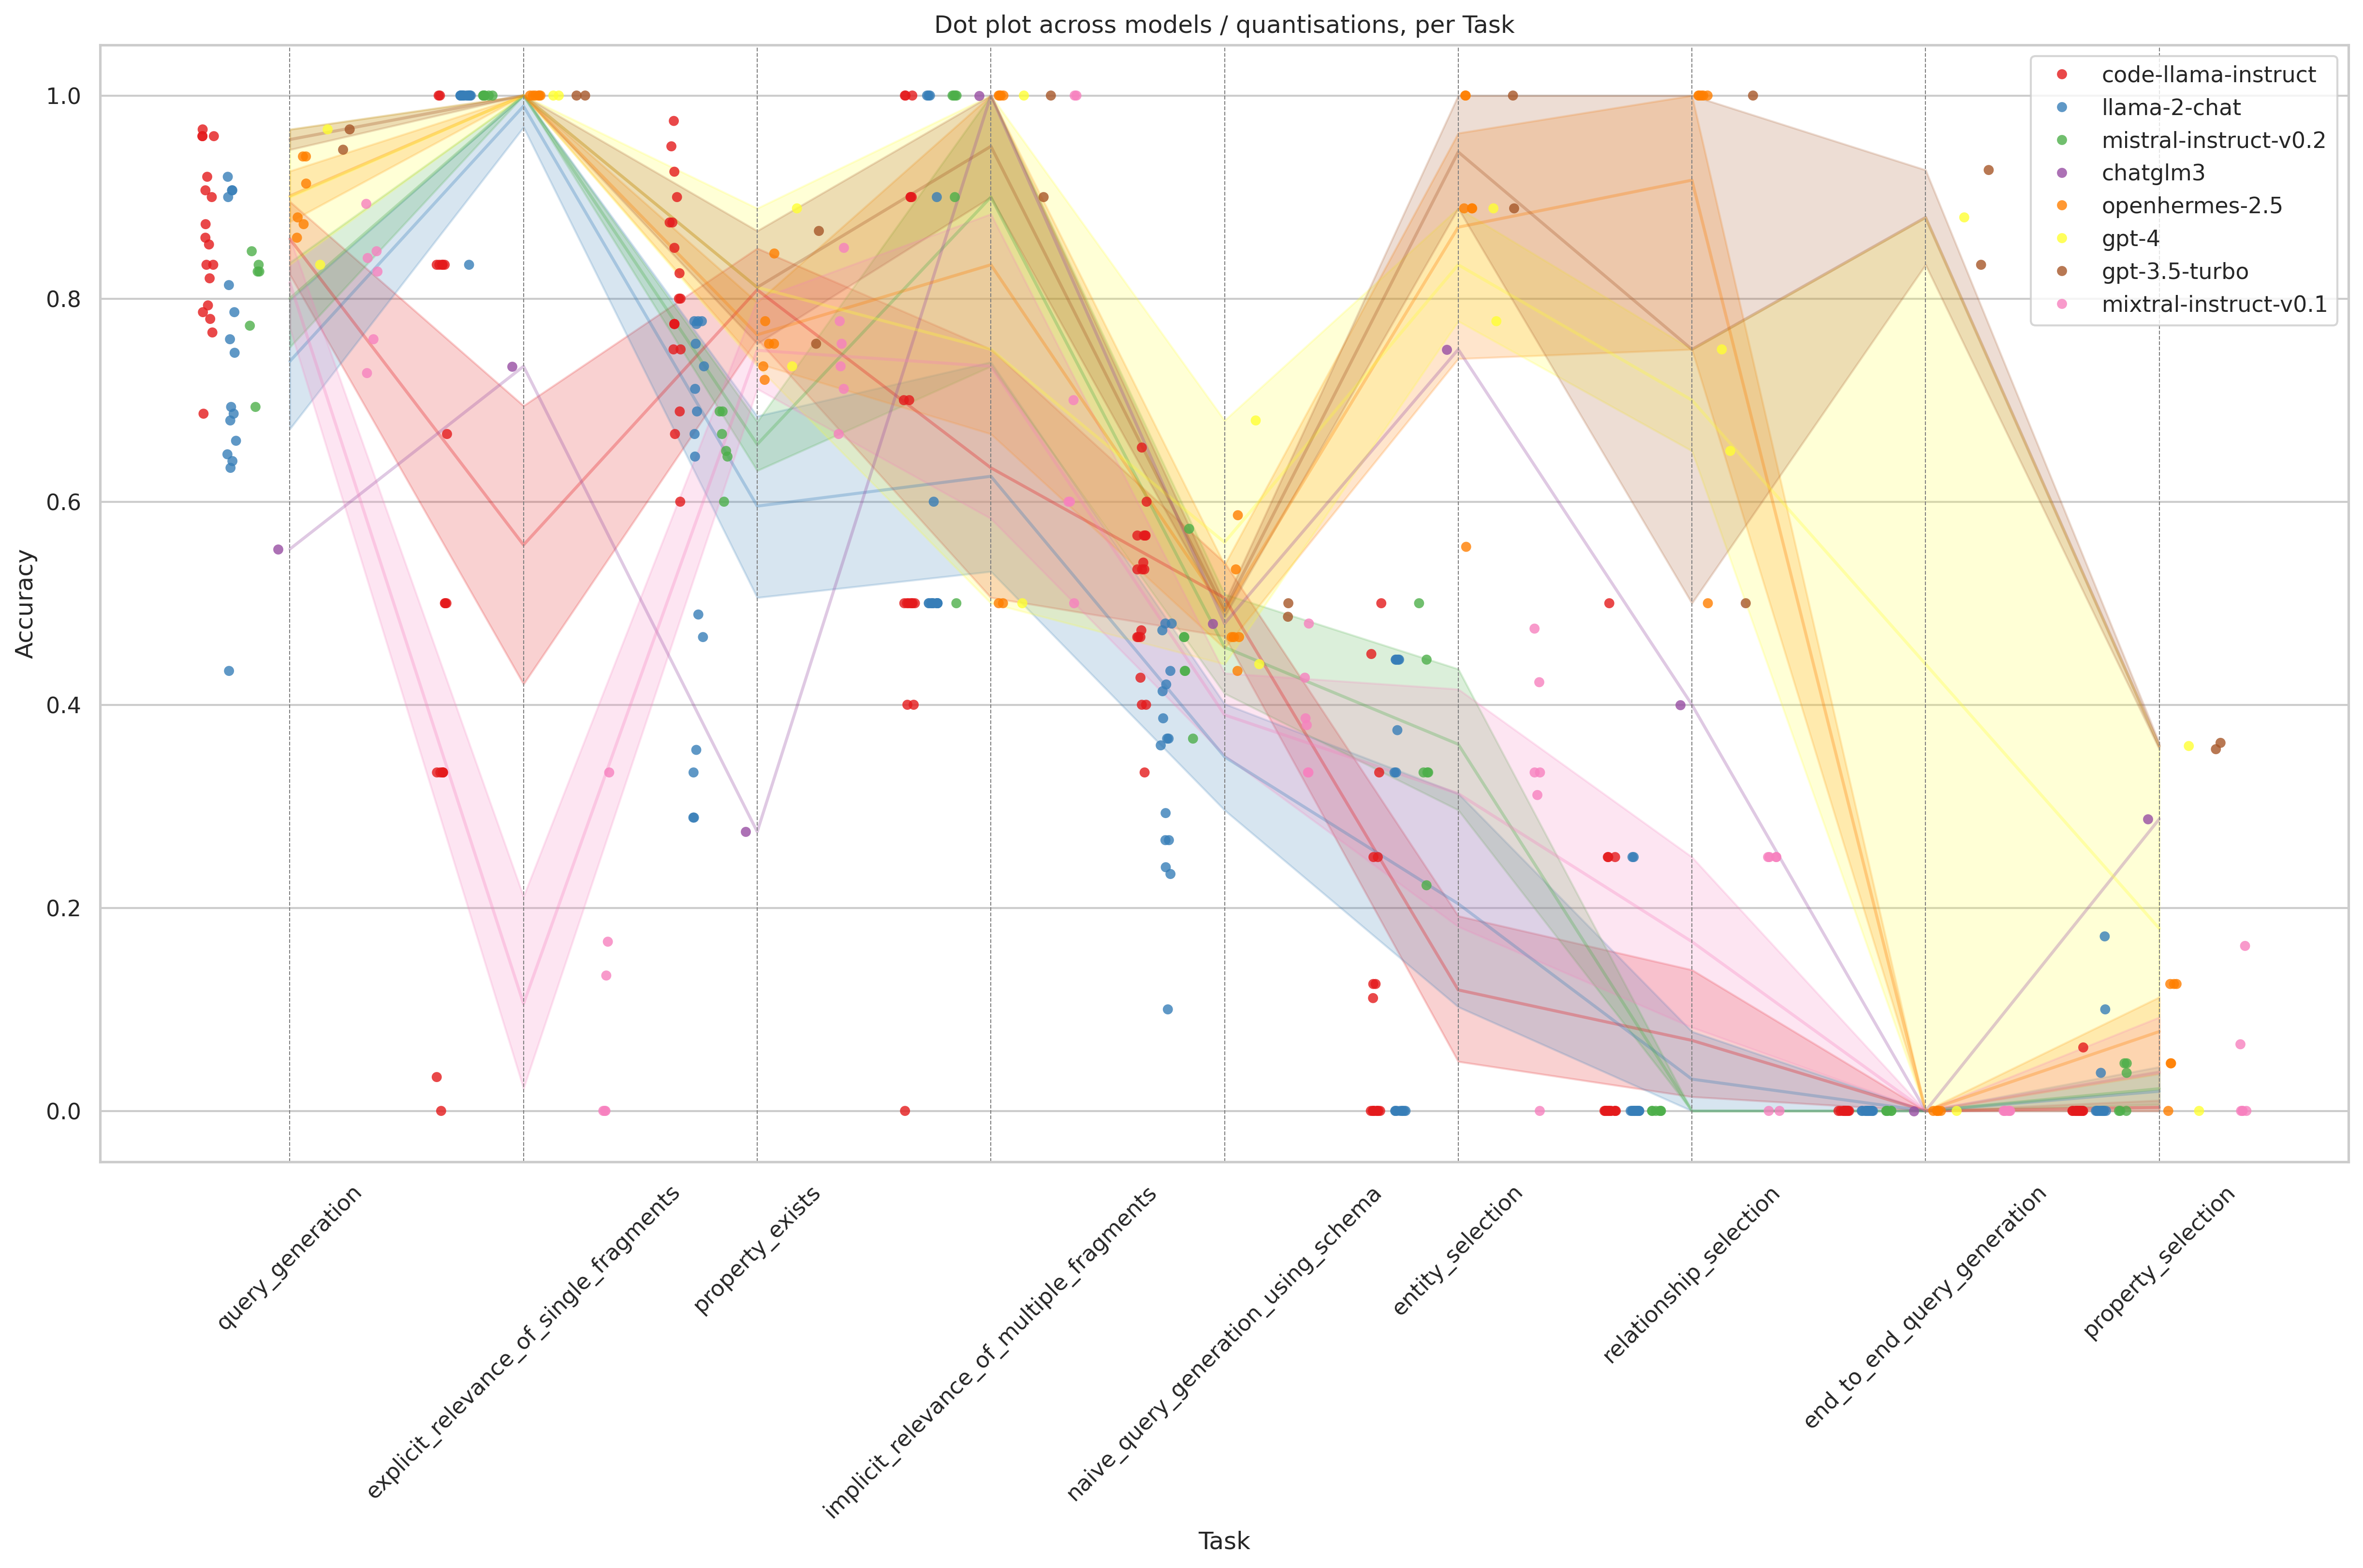 Dot plot across models / quantisations, per Task
code-llama-instruct
llama-2-chat
mistral-instruct-v0.2
chatglm3
openhermes-2.5
gpt-4
gpt-3.5-turbo
mixtral-instruct-v0.1
Accuracy
1.0
0.8
0.6
0.4
0.2
0.0
query_generation
explicit_relevance_of_single_fragments
property_exists
implicit_relevance_of_multiple_fragments
naive_query_generation_using_schema
entity_selection
relationship_selection
end_to_end_query_generation
property_selection
Task